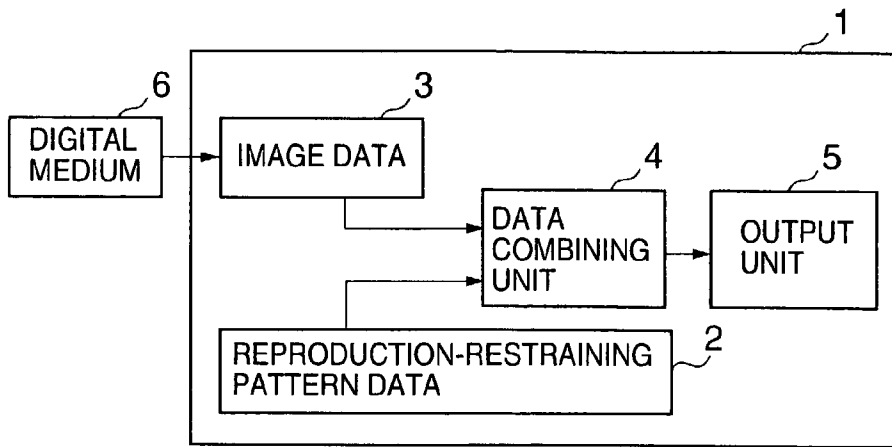 1
6
3
DIGITAL
MEDIUM
IMAGE DATA
4
5
DATA
COMBINING
UNIT
OUTPUT
UNIT
2
REPRODUCTION-RESTRAINING
PATTERN DATA